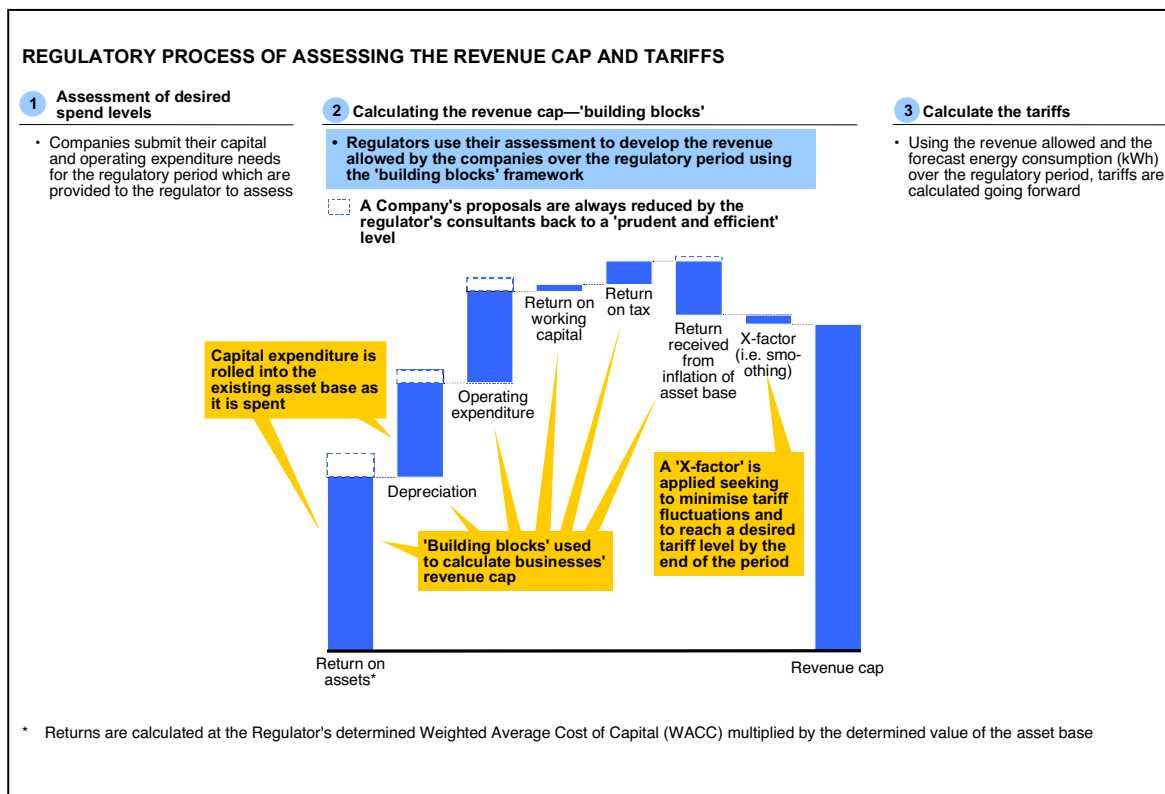 REGULATORY PROCESS OF ASSESSING THE REVENUE CAP AND TARIFFS
1
Assessment of desired
spend levels
• Companies submit their capital
and operating expenditure needs
for the regulatory period which are
provided to the regulator to assess
2 Calculating the revenue cap—'building blocks'
• Regulators use their assessment to develop the revenue
allowed by the companies over the regulatory period using
the 'building blocks' framework
A Company's proposals are always reduced by the
regulator's consultants back to a 'prudent and efficient'
level
3 Calculate the tariffs
• Using the revenue allowed and the
forecast energy consumption (kWh)
over the regulatory period, tariffs are
calculated going forward
Capital expenditure is
rolled into the
existing asset base as
it is spent
Return on
assets*
Depreciation
Operating
expenditure
Return on
working
capital
Return
on tax
Return
received
from
inflation of
asset base
X-factor
(i.e. smo-
othing)
Revenue cap
'Building blocks' used
to calculate businesses'
revenue cap
A 'X-factor' is
applied seeking
to minimise tariff
fluctuations and
to reach a desired
tariff level by the
end of the period
* Returns are calculated at the Regulator's determined Weighted Average Cost of Capital (WACC) multiplied by the determined value of the asset base